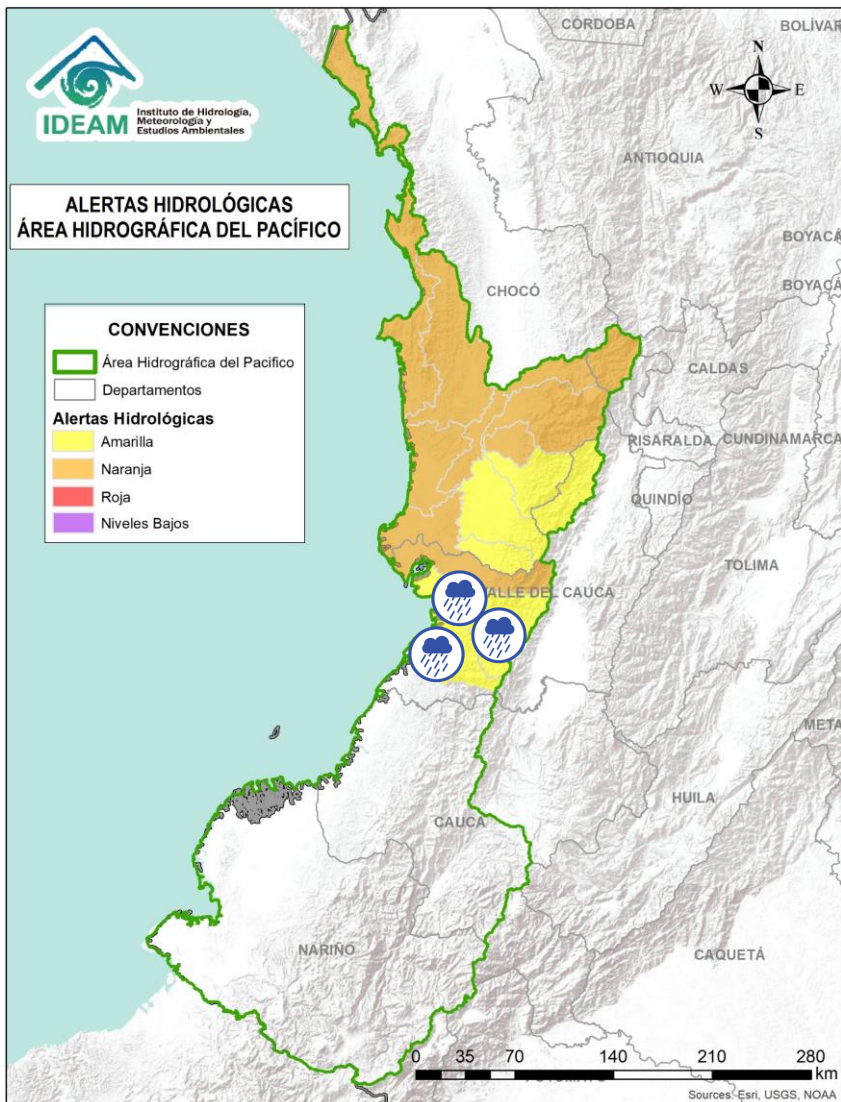 CÓRDOBA
BOLÍVAR
IDEAM
Instituto de Hidrología,
Meteorología y
Estudios Ambientales
N
W
E
S
ANTIOQUIA
ALERTAS HIDROLÓGICAS
ÁREA HIDROGRÁFICA DEL PACÍFICO
BOYACÁ
BOYACÁ
CHOCÓ
CONVENCIONES
Área Hidrográfica del Pacifico
Departamentos
Alertas Hidrológicas
Amarilla
Naranja
Roja
Niveles Bajos
CALDAS
RISARALDA
CUNDINAMARCA
QUINDÍO
TOLIMA
VALLE DEL CAUCA
META
HUILA
CAUCA
NARIÑO
CAQUETÁ
0 35 70 140 210 280
km
Sources: Esri, USGS, NOAA